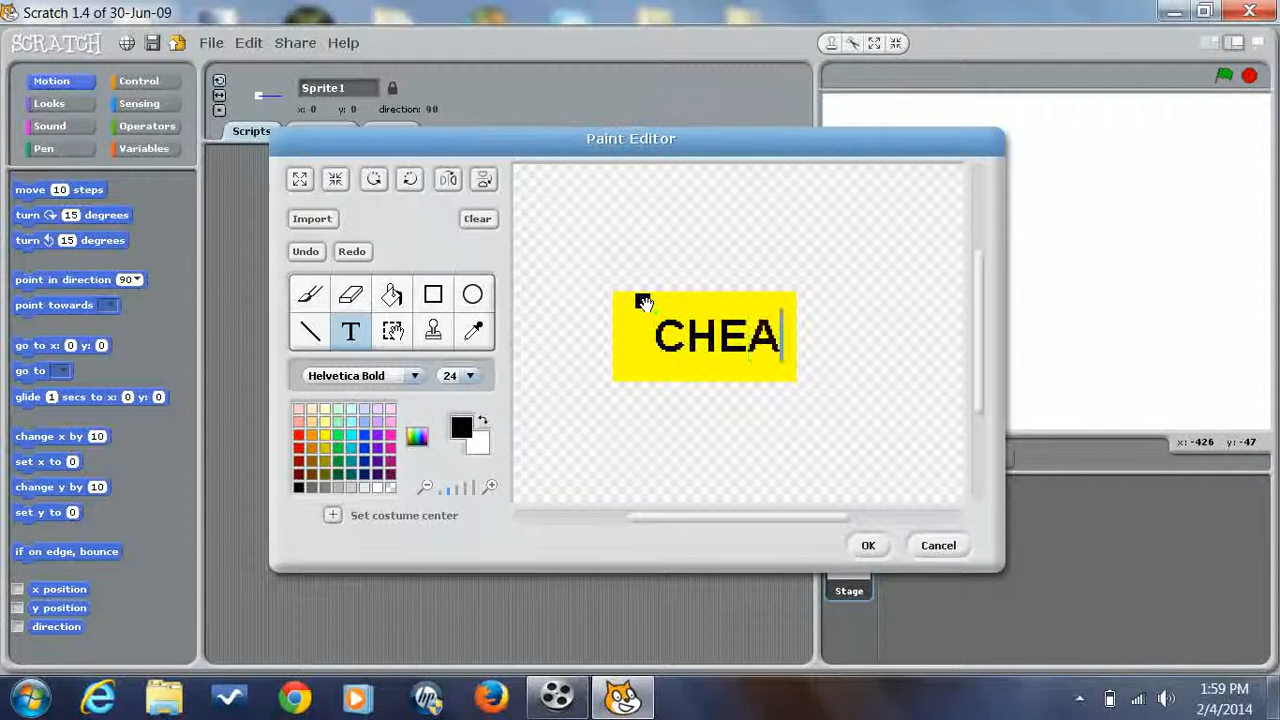 Scratch 1.4 of 30-Jun-09
SCRATCH File Edit Share Help
Motion Control
Looks Sensing
Sound Operators
Pen Variables
Sprite1
x: 0 y: 0 direction: 90
Scripts
move 10 steps
turn 15 degrees
turn 15 degrees
point in direction 90
point towards
go to x: 0 y: 0
go to
glide 1 secs to x: 0 y: 0
change x by 10
set x to 0
change y by 10
set y to 0
if on edge, bounce
x position
y position
direction
Paint Editor
Import Clear
Undo Redo
T
Helvetica Bold 24
Set costume center
CHEA
OK Cancel
x: -426 y: -47
Stage
1:59 PM
2/4/2014